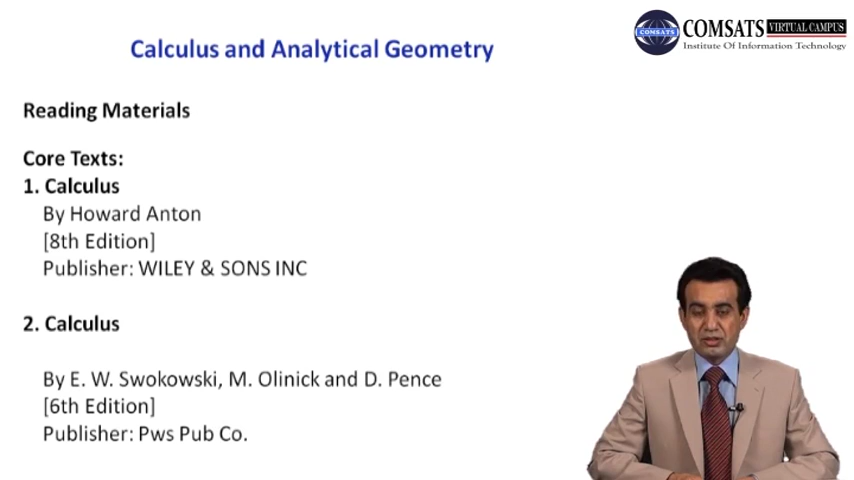 COMSATS VIRTUAL CAMPUS
Institute Of Information Technology
COMSATS
Calculus and Analytical Geometry
Reading Materials
Core Texts:
1. Calculus
By Howard Anton
[8th Edition]
Publisher: WILEY & SONS INC
2. Calculus
By E. W. Swokowski, M. Olinick and D. Pence
[6th Edition]
Publisher: Pws Pub Co.